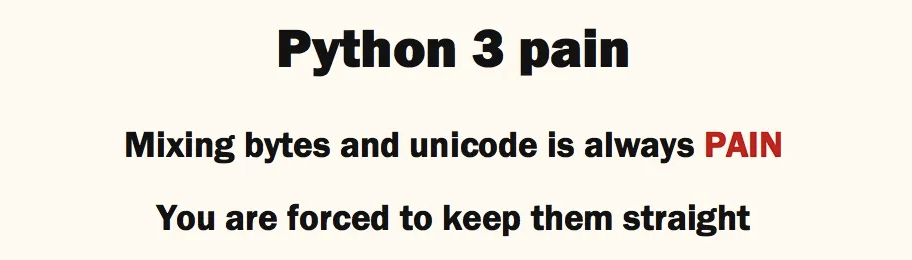 Python 3 pain
Mixing bytes and unicode is always PAIN
You are forced to keep them straight